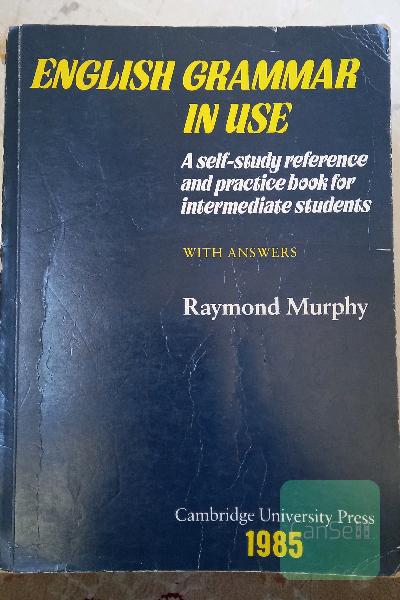 ENGLISH GRAMMAR
IN USE
A self-study reference
and practice book for
intermediate students
WITH ANSWERS
Raymond Murphy
Cambridge University Press
1985